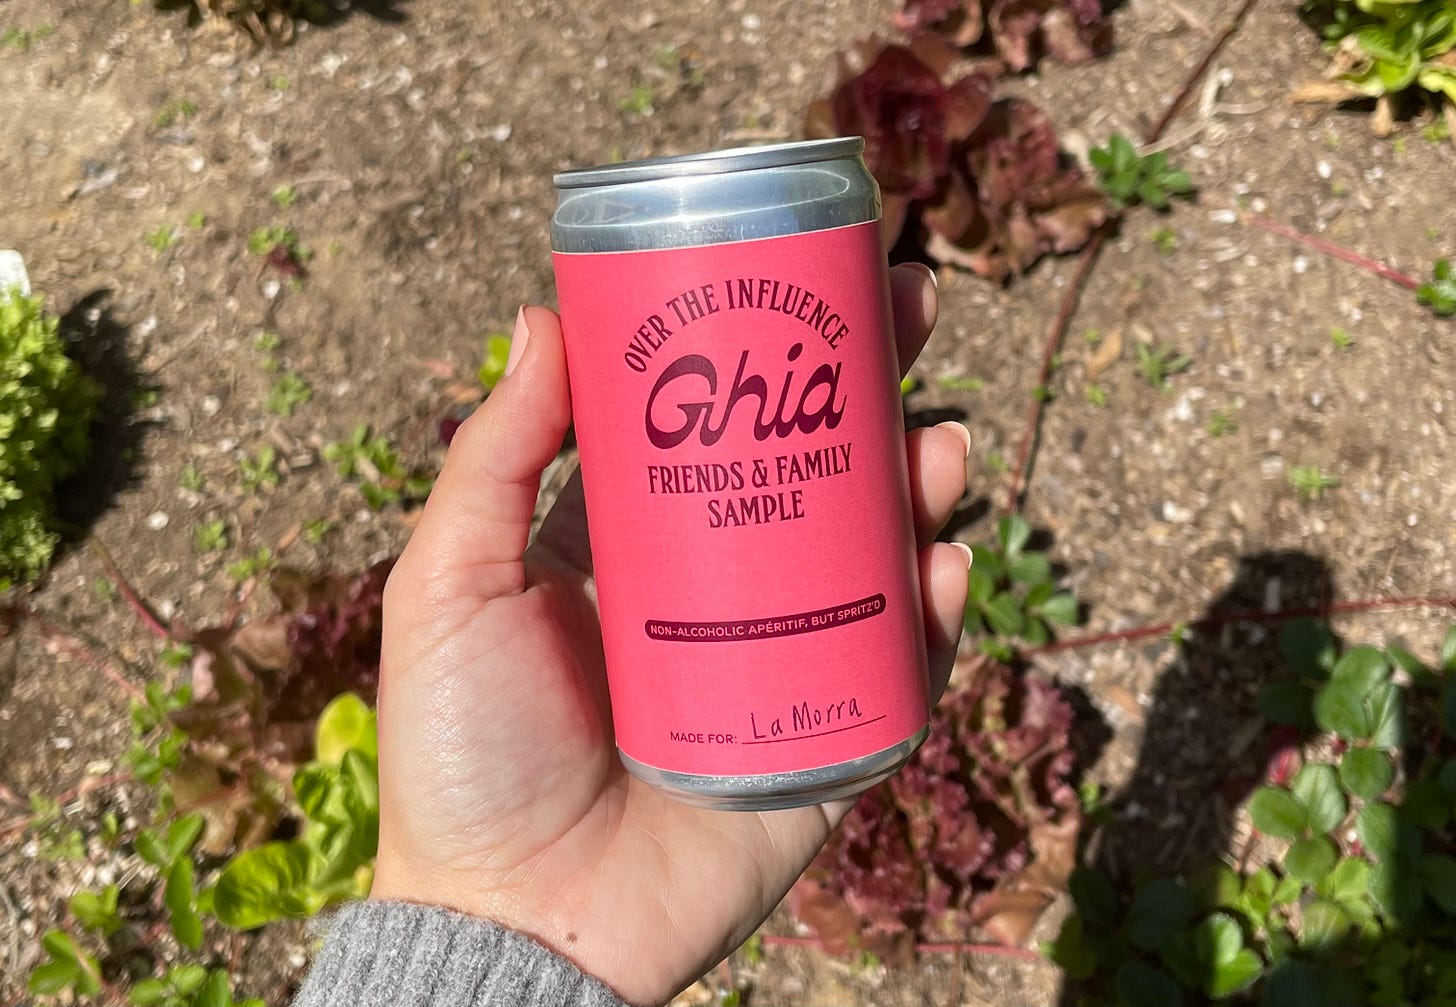 OVER THE INFLUENCE
Ghia
FRIENDS & FAMILY
SAMPLE
NON-ALCOHOLIC APÉRITIF, BUT SPRITZ'D
MADE FOR: La Morra